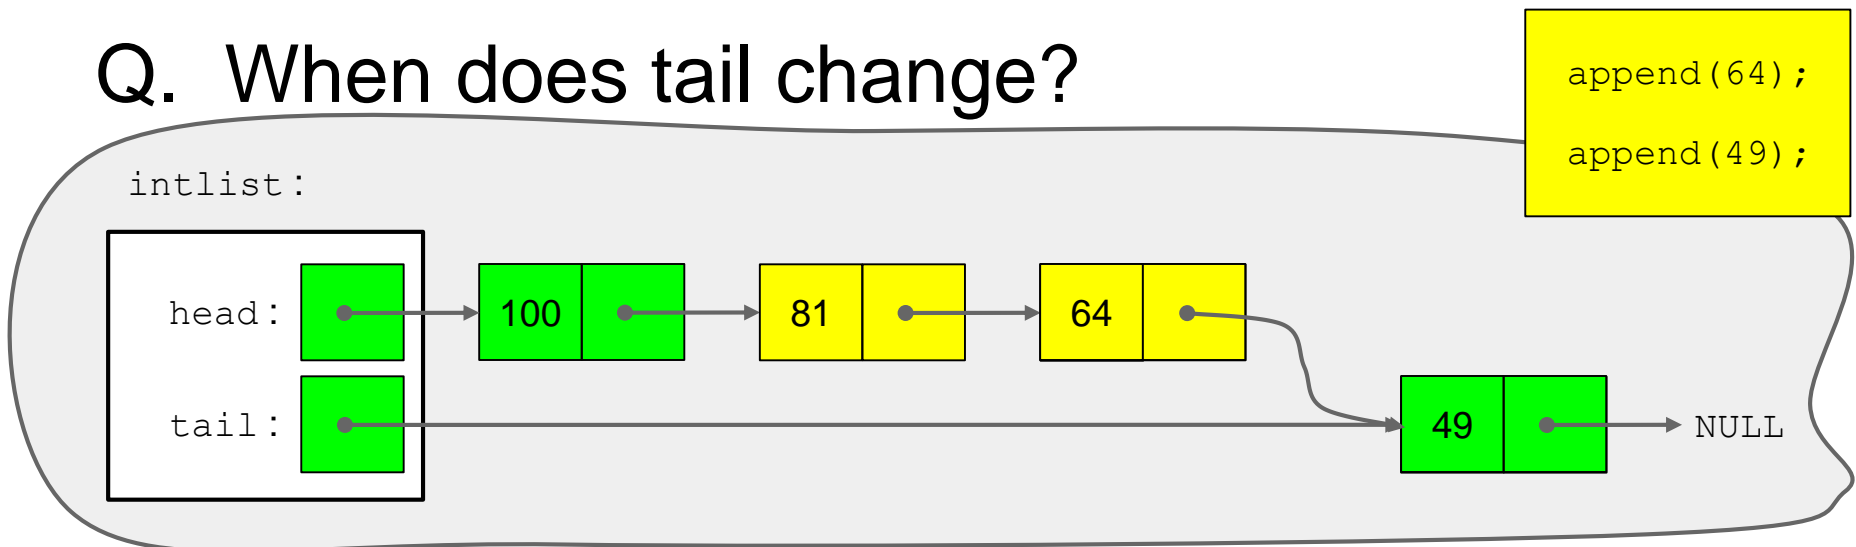 Q. When does tail change?
append(64);
append(49);
intlist:
head:
100
81
64
tail:
49
NULL